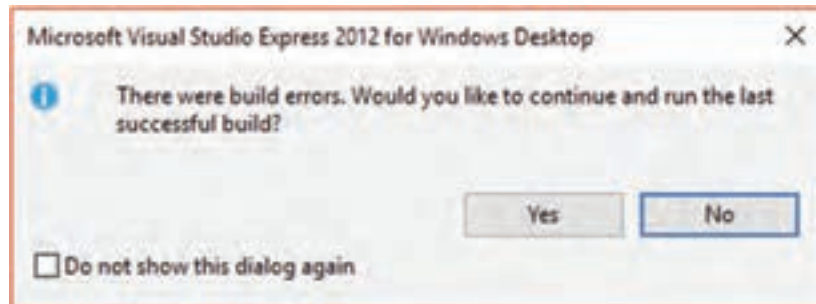 Microsoft Visual Studio Express 2012 for Windows Desktop
There were build errors. Would you like to continue and run the last
successful build?
Yes No
Do not show this dialog again